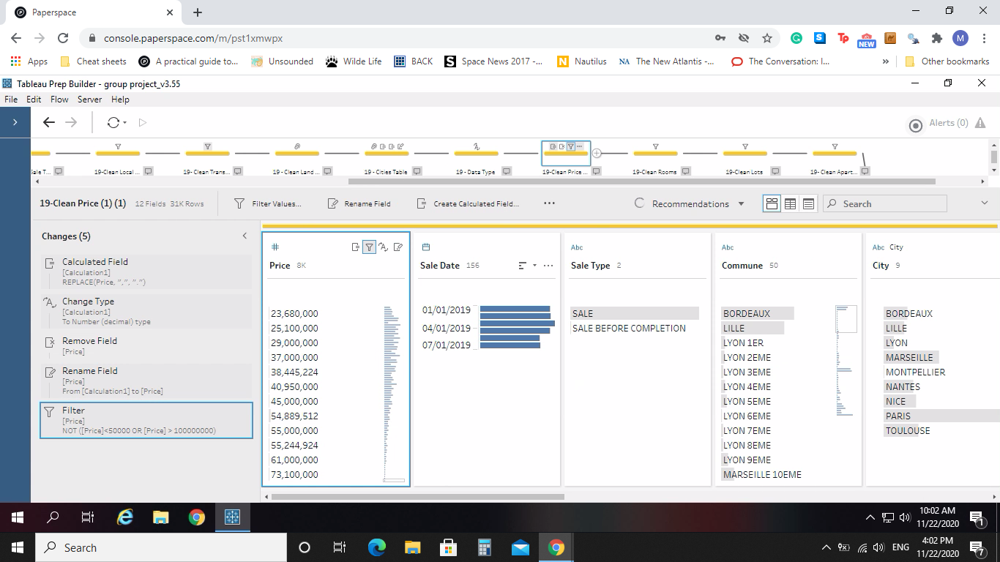 Paperspace
console.paperspace.com/m/pst1xmwpx
M
Apps
Cheat sheets
A practical guide to...
Unsounded
Wilde Life
BACK
Space News 2017 -...
Nautilus
NA The New Atlantis -...
The Conversation: I...
»
Other bookmarks
NEW
Tableau Prep Builder - group project_v3.55
File Edit Flow Server Help
Alerts (0)
Sale T...
19-Clean Local ...
19- Clean Trans...
19 - Clean Land ...
19 - Cities Table
19 - Data Type
19-Clean Price ...
19-Clean Rooms
19-Clean Lots
19- Clean Apart...
19-Clean Price (1) (1) 12 Fields 31K Rows
Filter Values...
Rename Field
Create Calculated Field...
Recommendations
Search
Changes (5)
Calculated Field
[Calculation1]
REPLACE(Price, ",", ".")
Change Type
[Calculation1]
To Number (decimal) type
Remove Field
[Price]
Rename Field
[Price]
From [Calculation1] to [Price]
Filter
[Price]
NOT ([Price]<50000 OR [Price] > 100000000)
#
Price 8K
23,680,000
25,100,000
29,000,000
37,000,000
38,445,224
40,950,000
45,000,000
54,889,512
55,000,000
55,244,924
61,000,000
73,100,000
Sale Date 156
01/01/2019
04/01/2019
07/01/2019
Abc
Sale Type 2
SALE
SALE BEFORE COMPLETION
Abc
Commune 50
BORDEAUX
LILLE
LYON 1ER
LYON 2EME
LYON 3EME
LYON 4EME
LYON 5EME
LYON 6EME
LYON 7EME
LYON 8EME
LYON 9EME
MARSEILLE 10EME
Abc City
City 9
BORDEAUX
LILLE
LYON
MARSEILLE
MONTPELLIER
NANTES
NICE
PARIS
TOULOUSE
10:02 AM
11/22/2020
1
Search
ENG
4:02 PM
11/22/2020
7